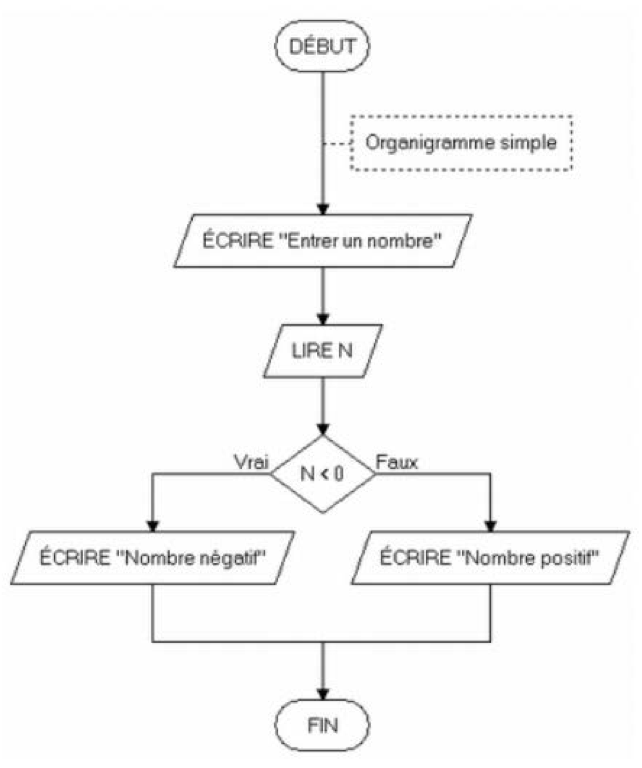 DÉBUT
Organigramme simple
ÉCRIRE "Entrer un nombre"
LIRE N
Vrai
N < 0
Faux
ÉCRIRE "Nombre négatif"
ÉCRIRE "Nombre positif"
FIN